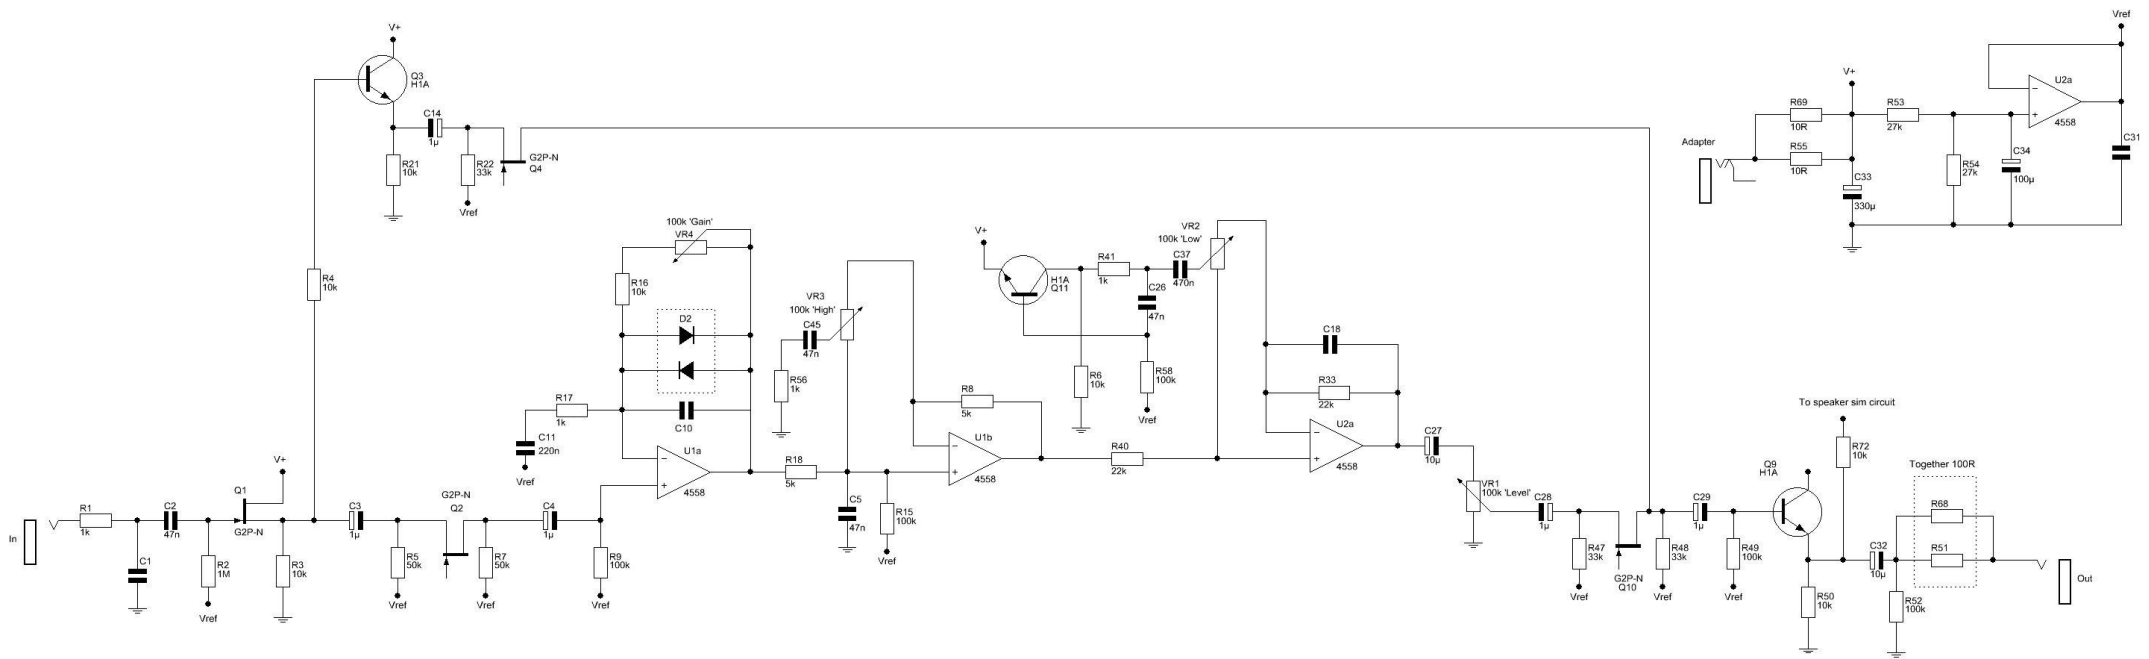 V+
Q3
H1A
C14
1µ
R21
10k
R22
33k
Vref
G2P-N
Q4
R4
10k
Vref
U2a
4558
V+
R69
10R
R53
27k
Adapter
R55
10R
R54
27k
C34
100µ
C33
330µ
C31
100k 'Gain'
VR4
R16
10k
D2
R17
1k
C10
C11
220n
Vref
U1a
4558
VR3
100k 'High'
C45
47n
R56
1k
R8
5k
U1b
4558
R18
5k
C5
47n
R15
100k
Vref
V+
H1A
Q11
R41
1k
C37
470n
VR2
100k 'Low'
C26
47n
R6
10k
R58
100k
Vref
R40
22k
C18
R33
22k
U2a
4558
C27
10µ
VR1
100k 'Level'
C28
1µ
To speaker sim circuit
R72
10k
Q9
H1A
Together 100R
R68
R51
C29
1µ
C32
10µ
Out
R47
33k
Vref
G2P-N
Q10
R48
33k
Vref
R49
100k
Vref
R50
10k
R52
100k
In
R1
1k
C1
C2
47n
R2
1M
Vref
Q1
G2P-N
V+
R3
10k
C3
1µ
R5
50k
Vref
G2P-N
Q2
R7
50k
Vref
C4
1µ
R9
100k
Vref